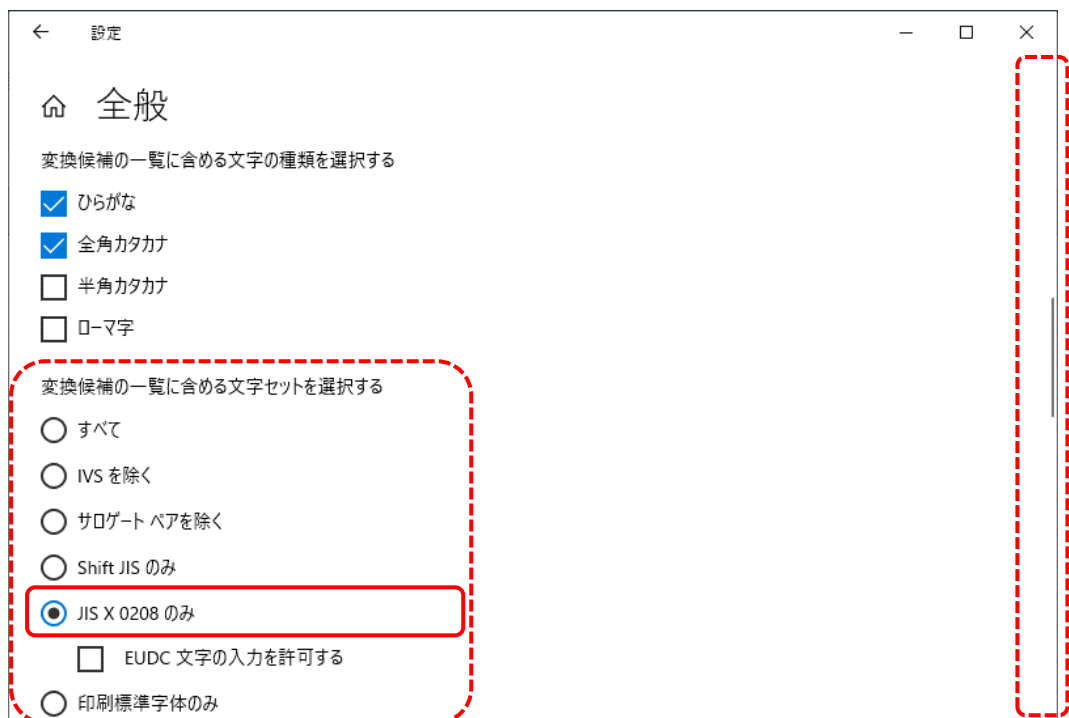 設定
全般
変換候補の一覧に含める文字の種類を選択する
ひらがな
全角カタカナ
半角カタカナ
ローマ字
変換候補の一覧に含める文字セットを選択する
すべて
IVS を除く
サロゲート ペアを除く
Shift JIS のみ
JIS X 0208 のみ
EUDC 文字の入力を許可する
印刷標準字体のみ